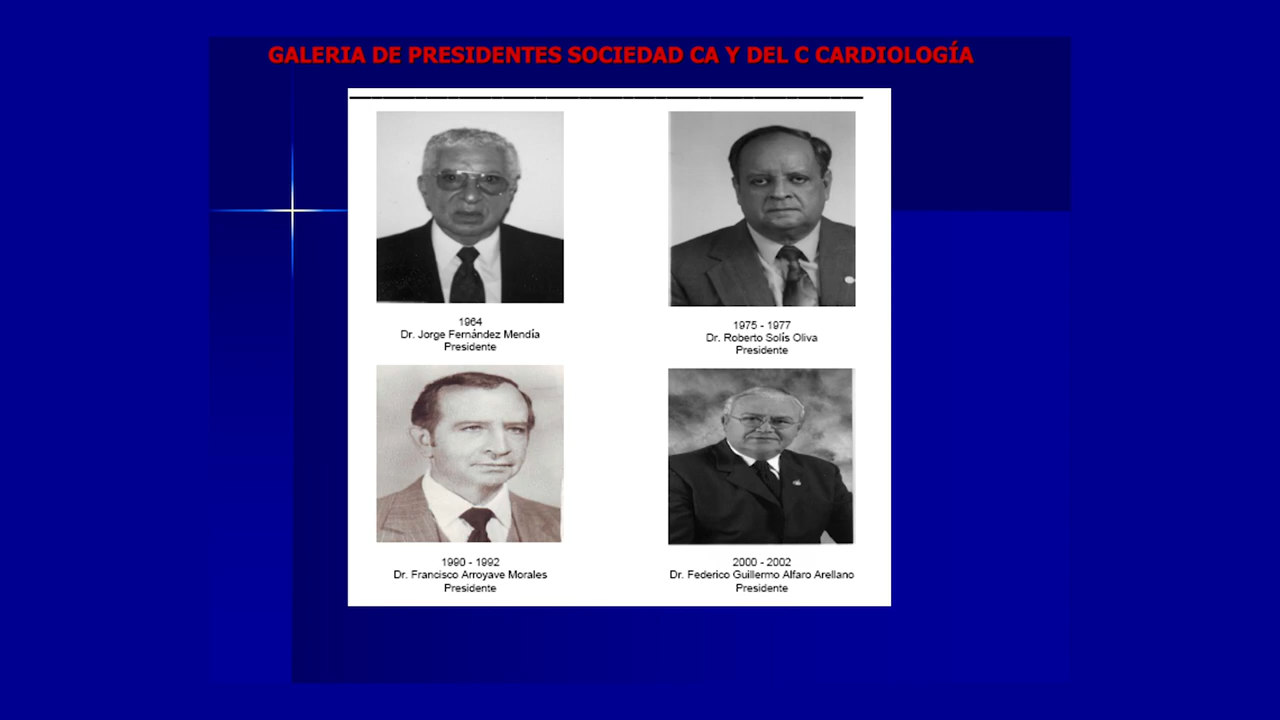 GALERIA DE PRESIDENTES SOCIEDAD CA Y DEL C CARDIOLOGÍA
1964
Dr. Jorge Fernández Mendía
Presidente
1975 - 1977
Dr. Roberto Solís Oliva
Presidente
1990 - 1992
Dr. Francisco Arroyave Morales
Presidente
2000 - 2002
Dr. Federico Guillermo Alfaro Arellano
Presidente